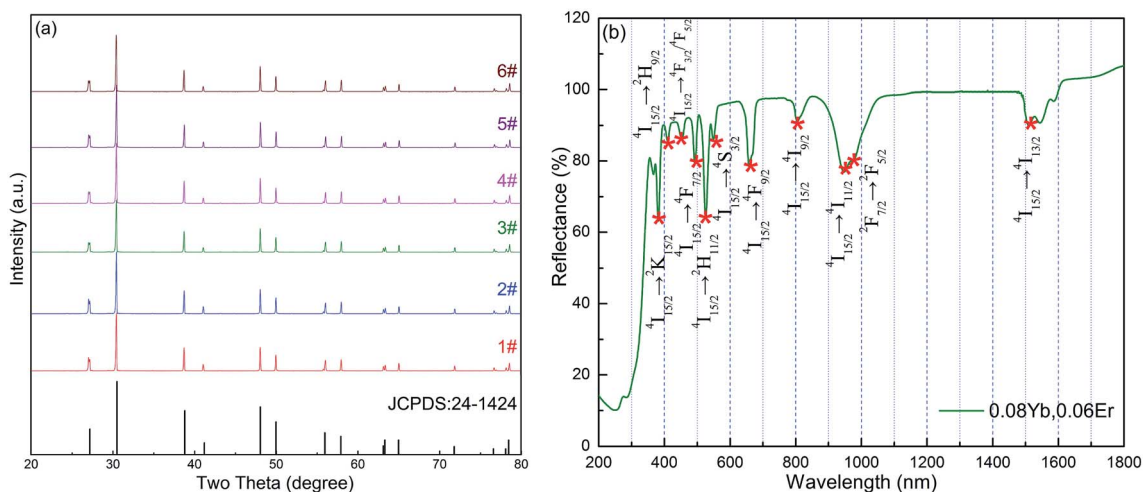 (a)
6#
5#
4#
3#
2#
1#
JCPDS:24-1424
Intensity (a.u.)
20 30 40 50 60 70 80
Two Theta (degree)
(b)
120
100
80
60
40
20
0
Reflectance (%)
⁴I₁₅/₂→²H₉/₂
⁴I₁₅/₂→⁴F₃/₂/⁴F₅/₂
⁴I₁₅/₂→²K₁₅/₂
⁴I₁₅/₂→⁴F₇/₂
⁴I₁₅/₂→²H₁₁/₂
⁴I₁₅/₂→⁴S₃/₂
⁴I₁₅/₂→⁴F₉/₂
⁴I₁₅/₂→⁴I₉/₂
⁴I₁₅/₂→⁴I₁₁/₂
²F₇/₂→²F₅/₂
⁴I₁₅/₂→⁴I₁₃/₂
0.08Yb,0.06Er
200 400 600 800 1000 1200 1400 1600 1800
Wavelength (nm)